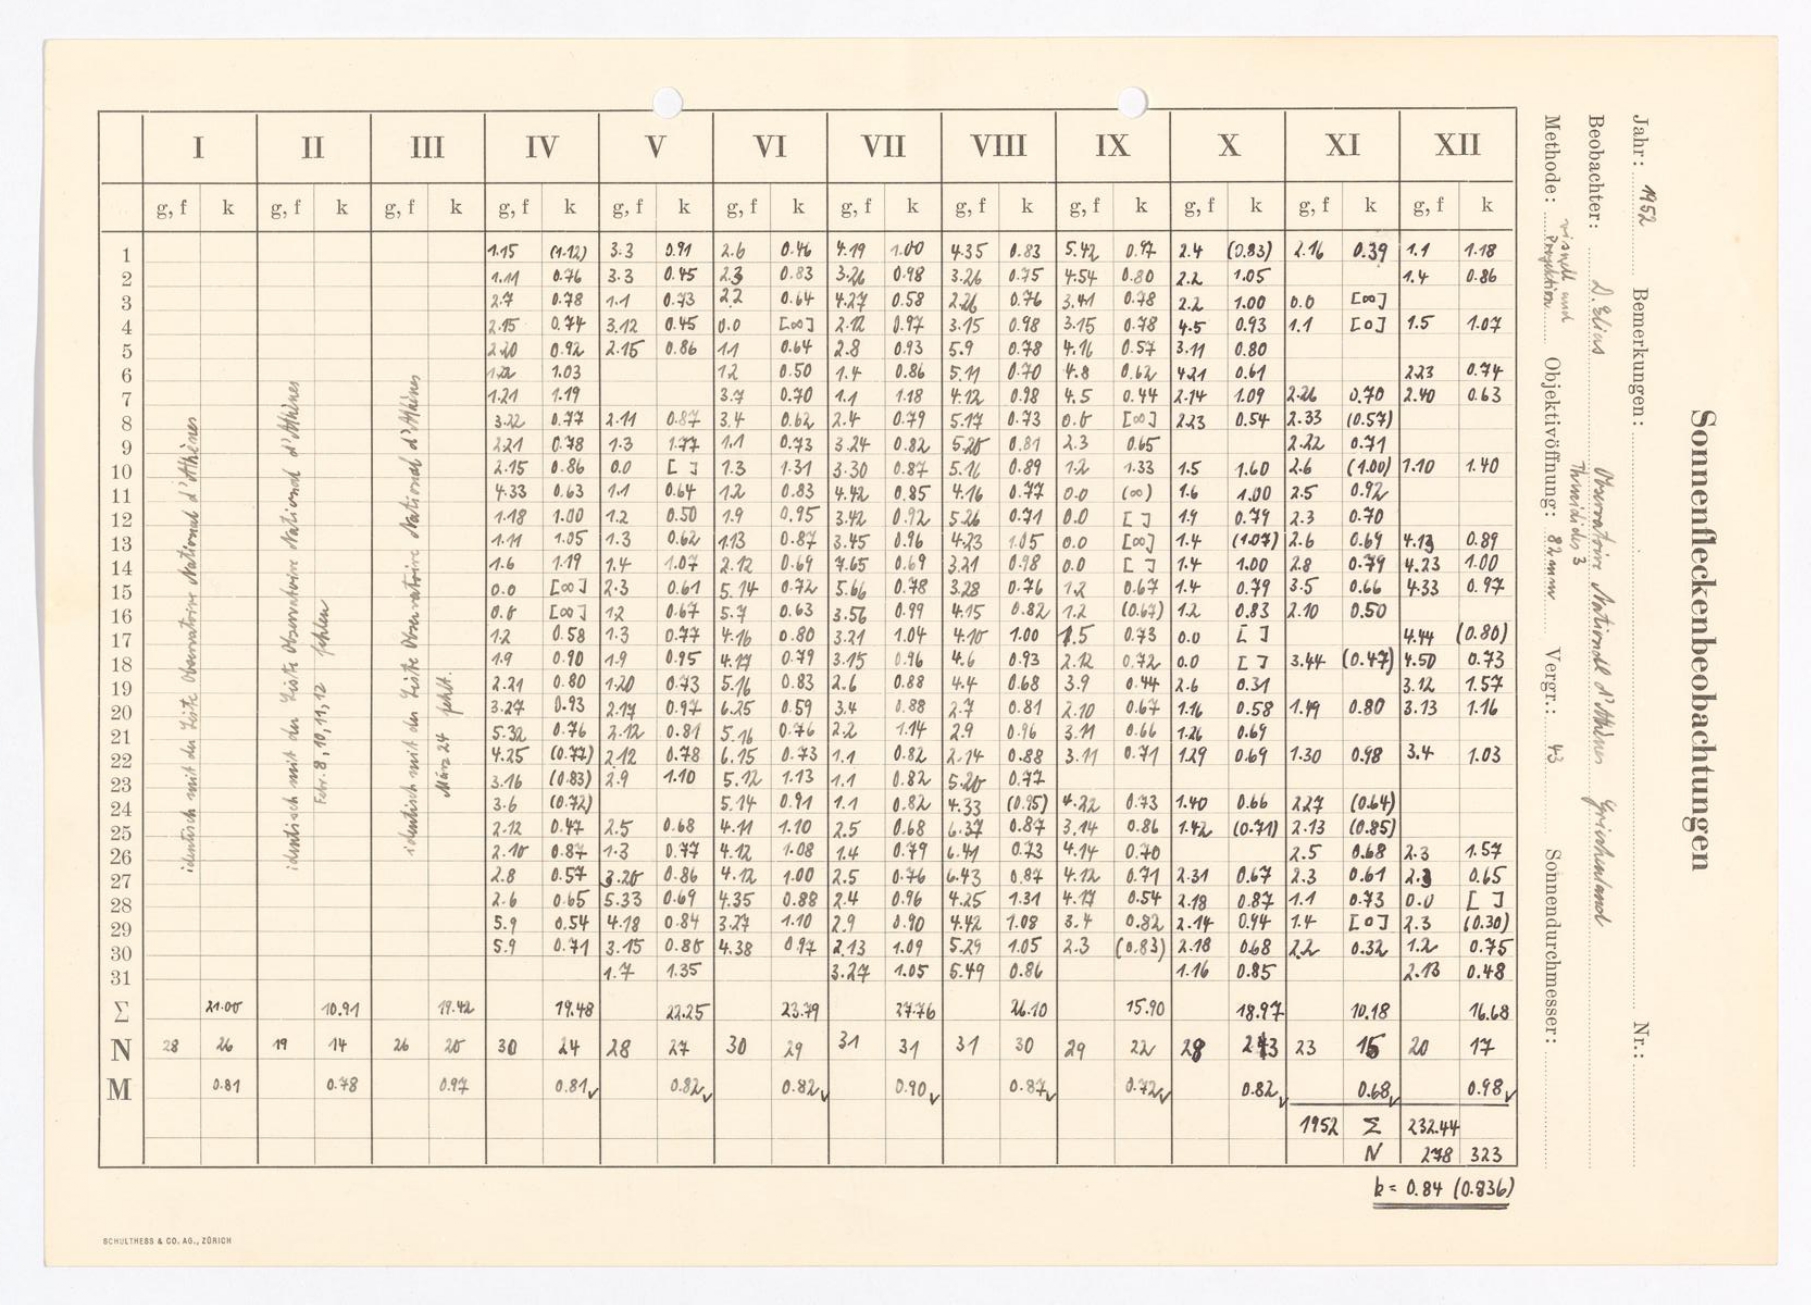 I II III IV V VI VII VIII IX X XI XII
g, f k g, f k g, f k g, f k g, f k g, f k g, f k g, f k g, f k g, f k g, f k g, f k
1 1.15 (1.12) 3.3 0.91 2.6 0.46 4.19 1.00 4.35 0.83 5.42 0.97 2.4 (0.83) 2.16 0.39 1.1 1.18
2 1.11 0.76 3.3 0.45 2.3 0.83 3.26 0.98 3.26 0.75 4.54 0.80 2.2 1.05 1.4 0.86
3 2.7 0.78 1.1 0.73 2.2 0.64 4.27 0.58 2.26 0.76 3.41 0.78 2.2 1.00 0.0 [∞]
4 2.15 0.74 3.12 0.45 0.0 [∞] 2.12 0.97 3.15 0.98 3.15 0.78 4.5 0.93 1.1 [0] 1.5 1.07
5 2.20 0.92 2.15 0.86 1.1 0.64 2.8 0.93 5.9 0.78 4.16 0.57 3.11 0.80
6 1.22 1.03 1.2 0.50 1.4 0.86 5.11 0.70 4.8 0.62 4.21 0.61 2.23 0.74
7 1.21 1.19 3.7 0.70 1.1 1.18 4.12 0.98 4.5 0.44 2.14 1.09 2.26 0.70 2.40 0.63
8 3.22 0.77 2.11 0.87 3.4 0.62 2.4 0.79 5.17 0.73 0.0 [∞] 2.23 0.54 2.33 (0.57)
9 2.21 0.78 1.3 1.77 1.1 0.73 3.24 0.82 5.20 0.81 2.3 0.65 2.22 0.71
10 2.15 0.86 0.0 [ ] 1.3 1.31 3.30 0.87 5.16 0.89 1.2 1.33 1.5 1.60 2.6 (1.00) 1.10 1.40
11 4.33 0.63 1.1 0.64 1.2 0.83 4.42 0.85 4.16 0.77 0.0 (∞) 1.6 1.00 2.5 0.92
12 1.18 1.00 1.2 0.50 1.9 0.95 3.42 0.92 5.26 0.71 0.0 [ ] 1.9 0.79 2.3 0.70
13 1.11 1.05 1.3 0.62 1.13 0.87 3.45 0.96 4.23 1.05 0.0 [∞] 1.4 (1.07) 2.6 0.69 4.13 0.89
14 1.6 1.19 1.4 1.07 2.12 0.69 7.65 0.69 3.21 0.98 0.0 [ ] 1.4 1.00 2.8 0.79 4.23 1.00
15 0.0 [∞] 2.3 0.61 5.14 0.72 5.66 0.78 3.28 0.76 1.2 0.67 1.4 0.79 3.5 0.66 4.33 0.97
16 0.0 [∞] 1.2 0.67 5.7 0.63 3.56 0.99 4.15 0.82 1.2 (0.67) 1.2 0.83 2.10 0.50
17 1.2 0.58 1.3 0.77 4.16 0.80 3.21 1.04 4.10 1.00 1.5 0.73 0.0 [ ] 4.44 (0.80)
18 1.9 0.90 1.9 0.95 4.17 0.79 3.15 0.96 4.6 0.93 2.12 0.72 0.0 [ ] 3.44 (0.47) 4.50 0.73
19 2.21 0.80 1.20 0.73 5.16 0.83 2.6 0.88 4.4 0.68 3.9 0.44 2.6 0.31 3.12 1.57
20 3.27 0.93 2.17 0.97 6.25 0.59 3.4 0.88 2.7 0.81 2.10 0.67 1.16 0.58 1.49 0.80 3.13 1.16
21 5.32 0.76 2.12 0.81 5.16 0.76 2.2 1.14 2.9 0.96 3.11 0.66 1.26 0.69
22 4.25 (0.77) 2.12 0.78 6.15 0.73 1.1 0.82 2.14 0.88 3.11 0.71 1.29 0.69 1.30 0.98 3.4 1.03
23 3.16 (0.83) 2.9 1.10 5.12 1.13 1.1 0.82 5.20 0.77
24 3.6 (0.72) 5.14 0.91 1.1 0.82 4.33 (0.95) 4.22 0.73 1.40 0.66 2.27 (0.64)
25 2.12 0.47 2.5 0.68 4.11 1.10 2.5 0.68 6.37 0.87 3.14 0.86 1.42 (0.71) 2.13 (0.85)
26 2.10 0.87 1.3 0.77 4.12 1.08 1.4 0.79 6.41 0.73 4.14 0.70 2.5 0.68 2.3 1.57
27 2.8 0.57 3.20 0.86 4.12 1.00 2.5 0.76 6.43 0.87 4.12 0.71 2.31 0.67 2.3 0.61 2.3 0.65
28 2.6 0.65 5.33 0.69 4.35 0.88 2.4 0.96 4.25 1.31 4.17 0.54 2.18 0.87 1.1 0.73 0.0 [ ]
29 5.9 0.54 4.18 0.84 3.27 1.10 2.9 0.90 4.42 1.08 3.4 0.82 2.14 0.94 1.4 [0] 2.3 (0.30)
30 5.9 0.71 3.15 0.80 4.38 0.97 2.13 1.09 5.29 1.05 2.3 (0.83) 2.18 0.68 2.2 0.32 1.2 0.75
31 1.7 1.35 3.27 1.05 5.49 0.86 1.16 0.85 2.13 0.48
Σ 21.00 10.91 19.42 19.48 22.25 23.79 27.76 26.10 15.90 18.97 10.18 16.68
N 28 26 19 14 26 20 30 24 28 27 30 29 31 31 31 30 29 22 28 23 23 15 20 17
M 0.81 0.78 0.97 0.81 0.82 0.82 0.90 0.87 0.72 0.82 0.68 0.98
1952 Σ 232.44
N 278 323
k = 0.84 (0.836)
identisch mit der Liste Observatoire National d'Athènes
identisch mit der Liste Observatoire National d'Athènes
Febr. 8, 10, 11, 12 fehlen
identisch mit der Liste Observatoire National d'Athènes
März 24 fehlt.
Sonnenfleckenbeobachtungen
Jahr: 1952 Bemerkungen: Nr.:
Beobachter: D. Elias Observatoire National d'Athènes Griechenland
Thissidides 3
Methode: visuell und Projektion Objektivöffnung: 82 mm Vergr.: 43 Sonnendurchmesser:
SCHULTHESS & CO. AG., ZÜRICH